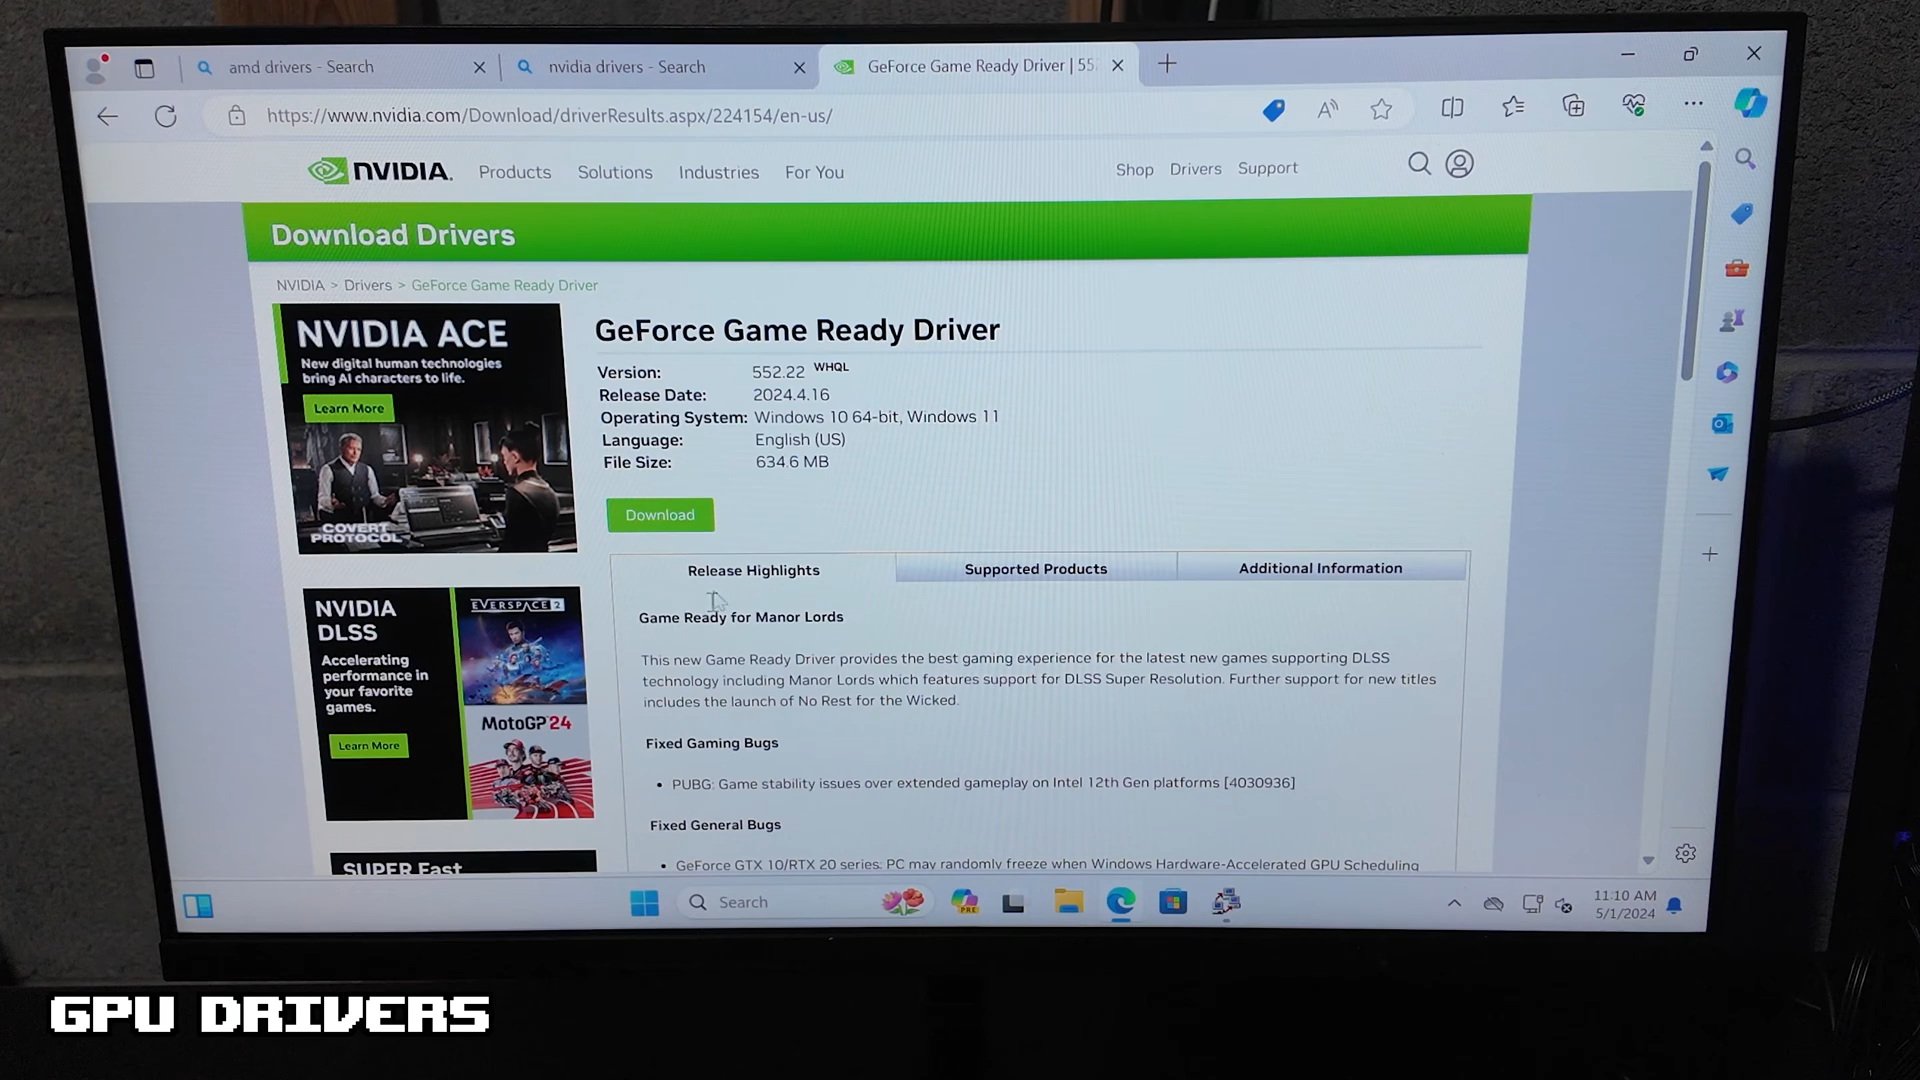 amd drivers - Search
nvidia drivers - Search
GeForce Game Ready Driver | 55
https://www.nvidia.com/Download/driverResults.aspx/224154/en-us/
NVIDIA. Products Solutions Industries For You Shop Drivers Support
Download Drivers
NVIDIA > Drivers > GeForce Game Ready Driver
NVIDIA ACE
New digital human technologies
bring AI characters to life.
Learn More
COVERT
PROTOCOL
GeForce Game Ready Driver
Version: 552.22 WHQL
Release Date: 2024.4.16
Operating System: Windows 10 64-bit, Windows 11
Language: English (US)
File Size: 634.6 MB
Download
Release Highlights Supported Products Additional Information
Game Ready for Manor Lords
This new Game Ready Driver provides the best gaming experience for the latest new games supporting DLSS
technology including Manor Lords which features support for DLSS Super Resolution. Further support for new titles
includes the launch of No Rest for the Wicked.
Fixed Gaming Bugs
• PUBG: Game stability issues over extended gameplay on Intel 12th Gen platforms [4030936]
Fixed General Bugs
• GeForce GTX 10/RTX 20 series: PC may randomly freeze when Windows Hardware-Accelerated GPU Scheduling
NVIDIA
DLSS
Accelerating
performance in
your favorite
games.
Learn More
EVERSPACE 2
MotoGP'24
SUPER Fast
Search
PRE
11:10 AM
5/1/2024
GPU DRIVERS